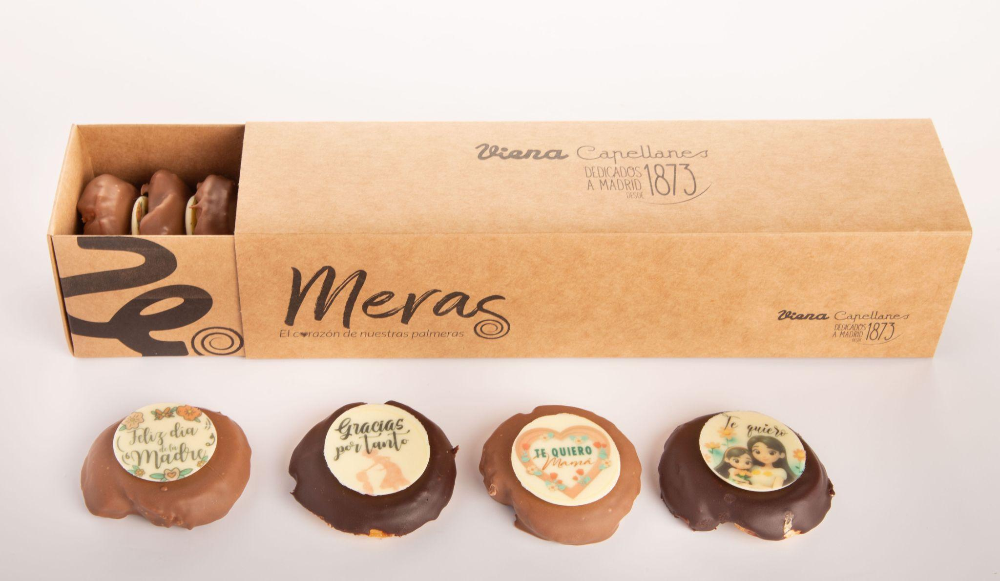 Viena Capellanes
DEDICADOS
A MADRID
DESDE
1873
Meras
El corazón de nuestras palmeras
Viena Capellanes
DEDICADOS
A MADRID
DESDE
1873
Feliz día
de la
Madre
Gracias
por tanto
TE QUIERO
Mamá
Te quiero